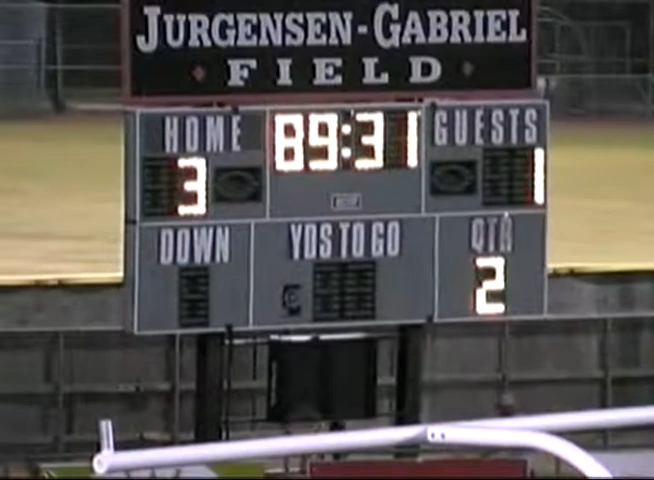 JURGENSEN-GABRIEL
FIELD
HOME 89:31 GUESTS
3 1
DOWN YDS TO GO QTR
2